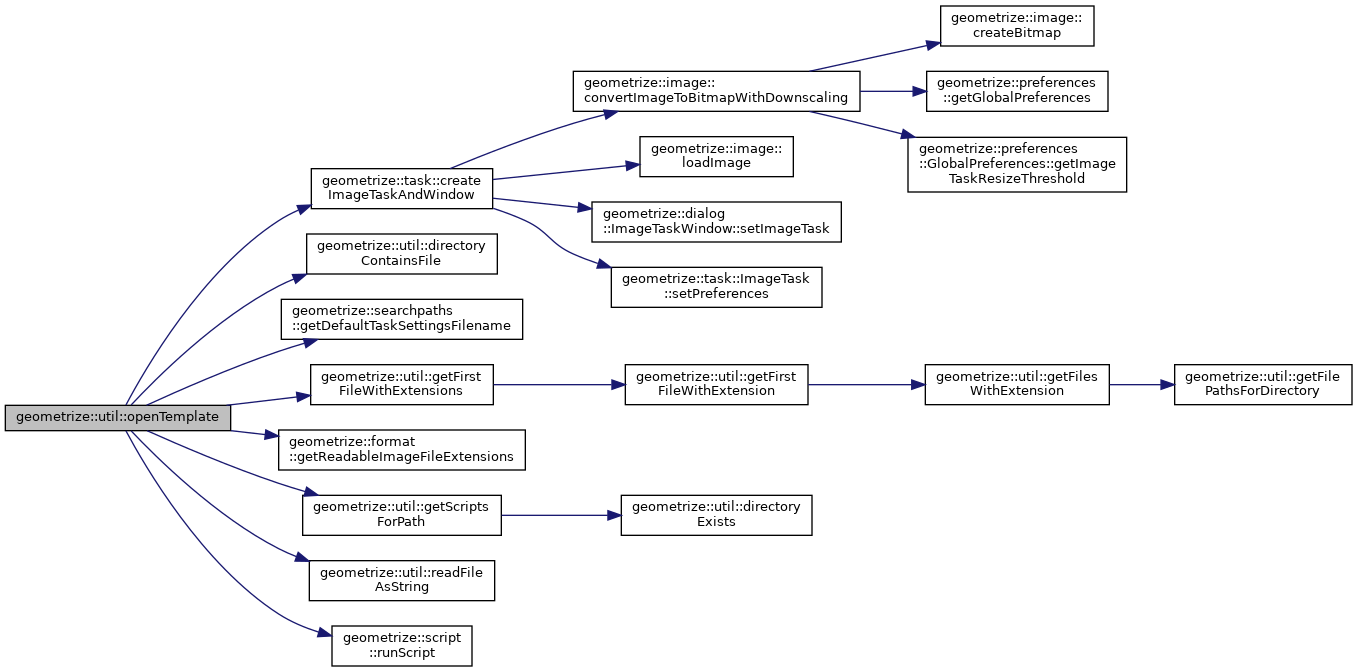 geometrize::image::
createBitmap
geometrize::image::
convertImageToBitmapWithDownscaling
geometrize::preferences
::getGlobalPreferences
geometrize::preferences
::GlobalPreferences::getImage
TaskResizeThreshold
geometrize::image::
loadImage
geometrize::task::create
ImageTaskAndWindow
geometrize::dialog
::ImageTaskWindow::setImageTask
geometrize::util::directory
ContainsFile
geometrize::task::ImageTask
::setPreferences
geometrize::searchpaths
::getDefaultTaskSettingsFilename
geometrize::util::getFirst
FileWithExtensions
geometrize::util::getFirst
FileWithExtension
geometrize::util::getFiles
WithExtension
geometrize::util::getFile
PathsForDirectory
geometrize::util::openTemplate
geometrize::format
::getReadableImageFileExtensions
geometrize::util::getScripts
ForPath
geometrize::util::directory
Exists
geometrize::util::readFile
AsString
geometrize::script
::runScript